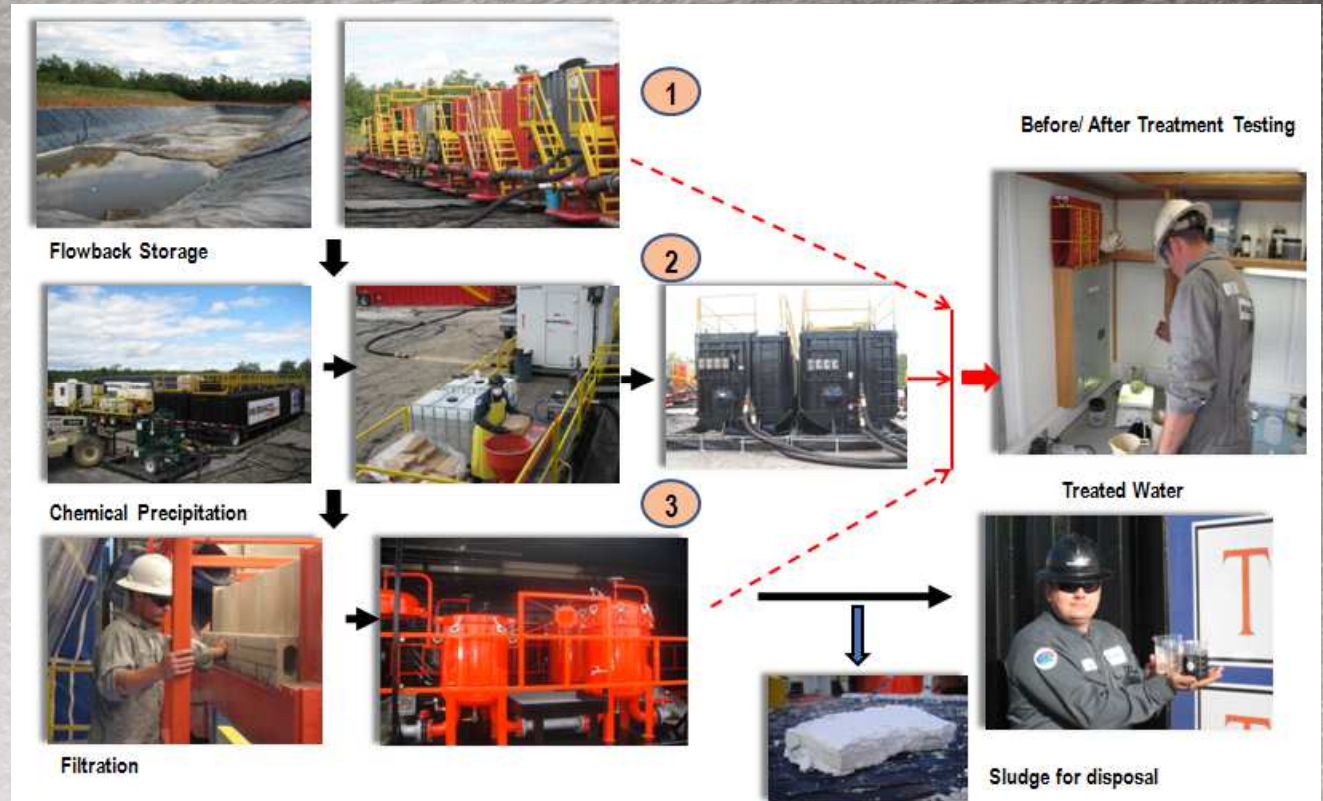 1
Before/ After Treatment Testing
Flowback Storage
2
Chemical Precipitation
3
Treated Water
T
T
Filtration
Sludge for disposal